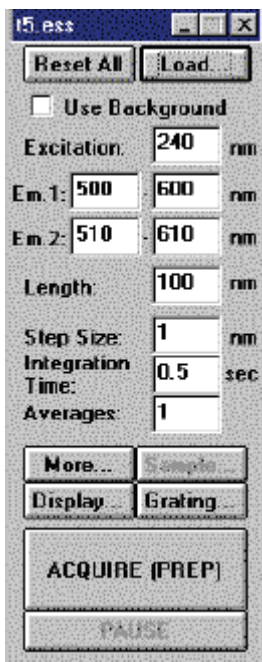 t5.ess
Reset All Load...
Use Background
Excitation: 240 nm
Em.1: 500 - 600 nm
Em.2: 510 - 610 nm
Length: 100 nm
Step Size: 1 nm
Integration
Time: 0.5 sec
Averages: 1
More... Sample...
Display... Grating...
ACQUIRE (PREP)
PAUSE